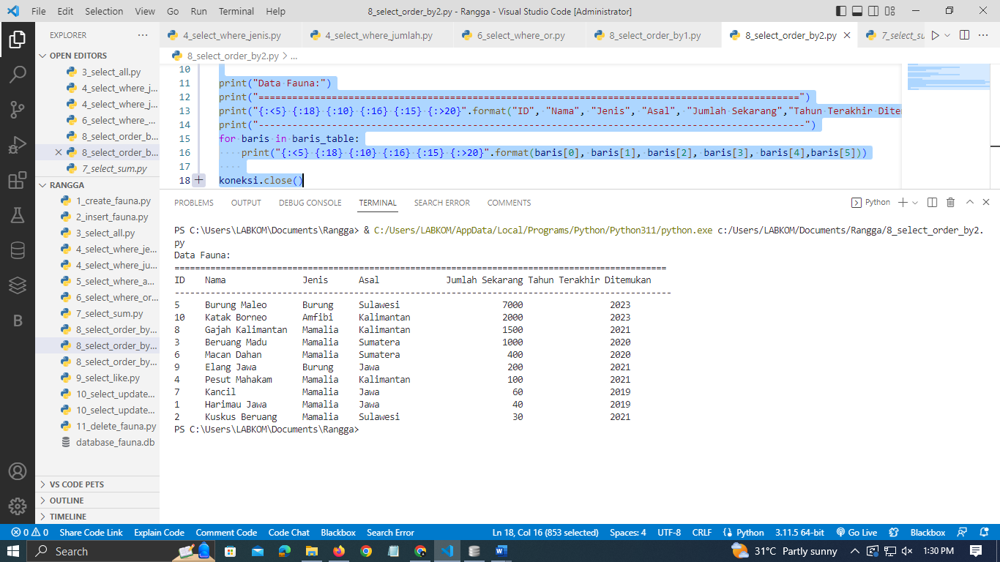 File Edit Selection View Go Run Terminal Help 8_select_order_by2.py - Rangga - Visual Studio Code [Administrator]
EXPLORER ...
4_select_where_jenis.py 4_select_where_jumlah.py 6_select_where_or.py 8_select_order_by1.py 8_select_order_by2.py 7_select_su
OPEN EDITORS
3_select_all.py
4_select_where_j...
4_select_where_j...
6_select_where_...
8_select_order_b...
8_select_order_b...
7_select_sum.py
RANGGA
1_create_fauna.py
2_insert_fauna.py
3_select_all.py
4_select_where_je...
4_select_where_ju...
5_select_where_a...
6_select_where_or...
7_select_sum.py
8_select_order_by...
8_select_order_by...
8_select_order_by...
9_select_like.py
10_select_update...
10_select_update...
11_delete_fauna.py
database_fauna.db
VS CODE PETS
OUTLINE
TIMELINE
8_select_order_by2.py > ...
10
11 print("Data Fauna:")
12 print("================================================================================================")
13 print("{:<5} {:18} {:10} {:16} {:15} {:>20}".format("ID", "Nama", "Jenis", "Asal", "Jumlah Sekarang","Tahun Terakhir Dite
14 print("-------------------------------------------------------------------------------------------------")
15 for baris in baris_table:
16 print("{:<5} {:18} {:10} {:16} {:15} {:>20}".format(baris[0], baris[1], baris[2], baris[3], baris[4],baris[5]))
17
18 koneksi.close()
PROBLEMS OUTPUT DEBUG CONSOLE TERMINAL SEARCH ERROR COMMENTS Python
PS C:\Users\LABKOM\Documents\Rangga> & C:/Users/LABKOM/AppData/Local/Programs/Python/Python311/python.exe c:/Users/LABKOM/Documents/Rangga/8_select_order_by2.
py
Data Fauna:
================================================================================================
ID Nama Jenis Asal Jumlah Sekarang Tahun Terakhir Ditemukan
-------------------------------------------------------------------------------------------------
5 Burung Maleo Burung Sulawesi 7000 2023
10 Katak Borneo Amfibi Kalimantan 2000 2023
8 Gajah Kalimantan Mamalia Kalimantan 1500 2021
3 Beruang Madu Mamalia Sumatera 1000 2020
6 Macan Dahan Mamalia Sumatera 400 2020
9 Elang Jawa Burung Jawa 200 2021
4 Pesut Mahakam Mamalia Kalimantan 100 2021
7 Kancil Mamalia Jawa 60 2019
1 Harimau Jawa Mamalia Jawa 40 2019
2 Kuskus Beruang Mamalia Sulawesi 30 2021
PS C:\Users\LABKOM\Documents\Rangga>
0 0 Share Code Link Explain Code Comment Code Code Chat Blackbox Search Error Ln 18, Col 16 (853 selected) Spaces: 4 UTF-8 CRLF Python 3.11.5 64-bit Go Live Blackbox
Search 31°C Partly sunny 1:30 PM